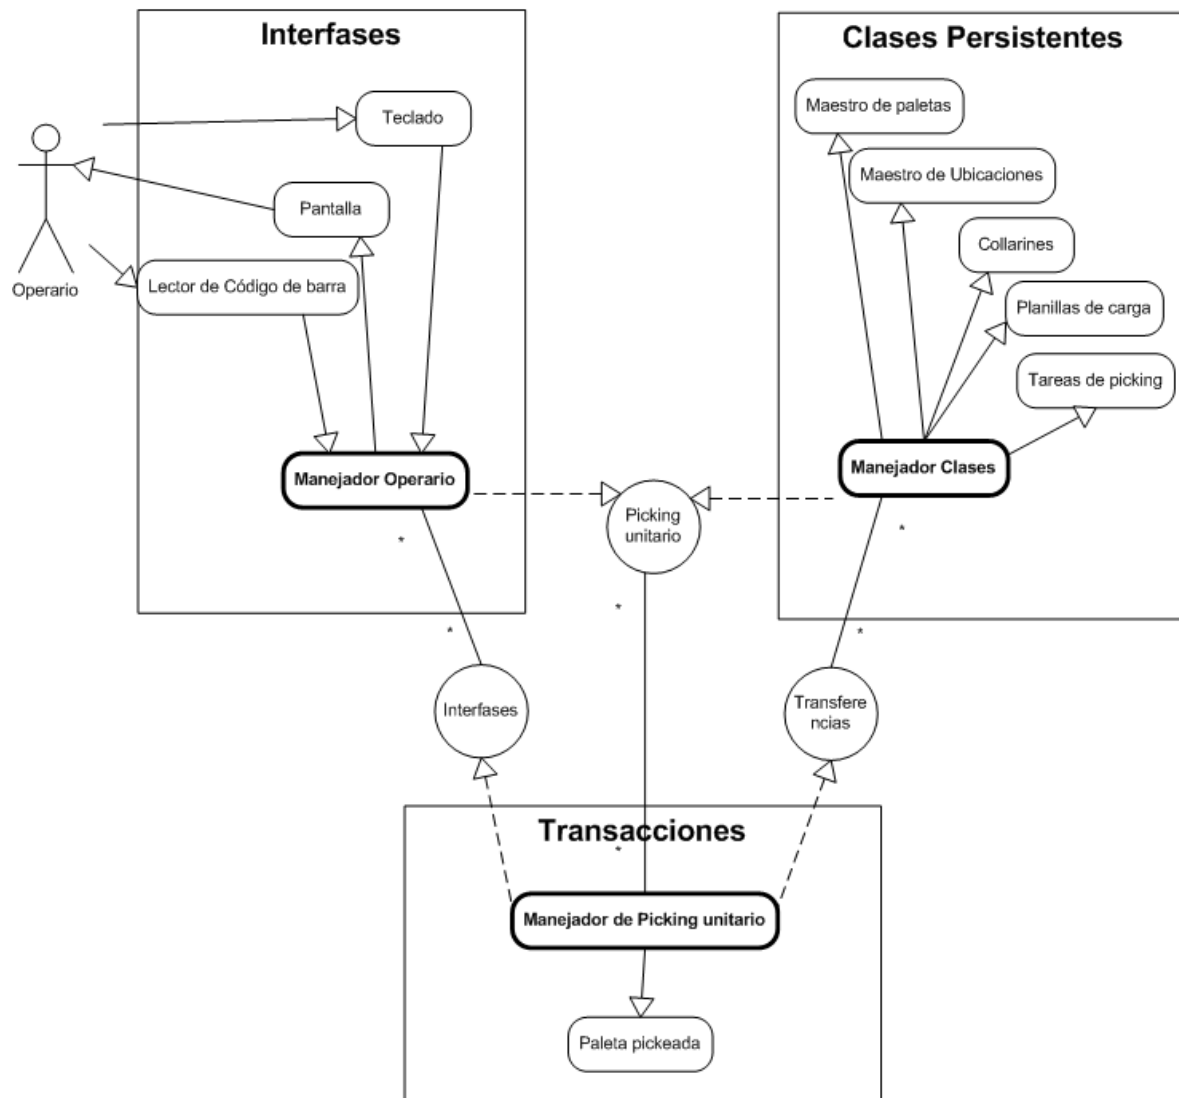 Interfases
Clases Persistentes
Maestro de paletas
Teclado
Maestro de Ubicaciones
Pantalla
Collarines
Operario
Lector de Código de barra
Planillas de carga
Tareas de picking
Manejador Operario
Manejador Clases
Picking
unitario
*
*
*
*
*
Interfases
Transfere
ncias
Transacciones
*
Manejador de Picking unitario
Paleta pickeada